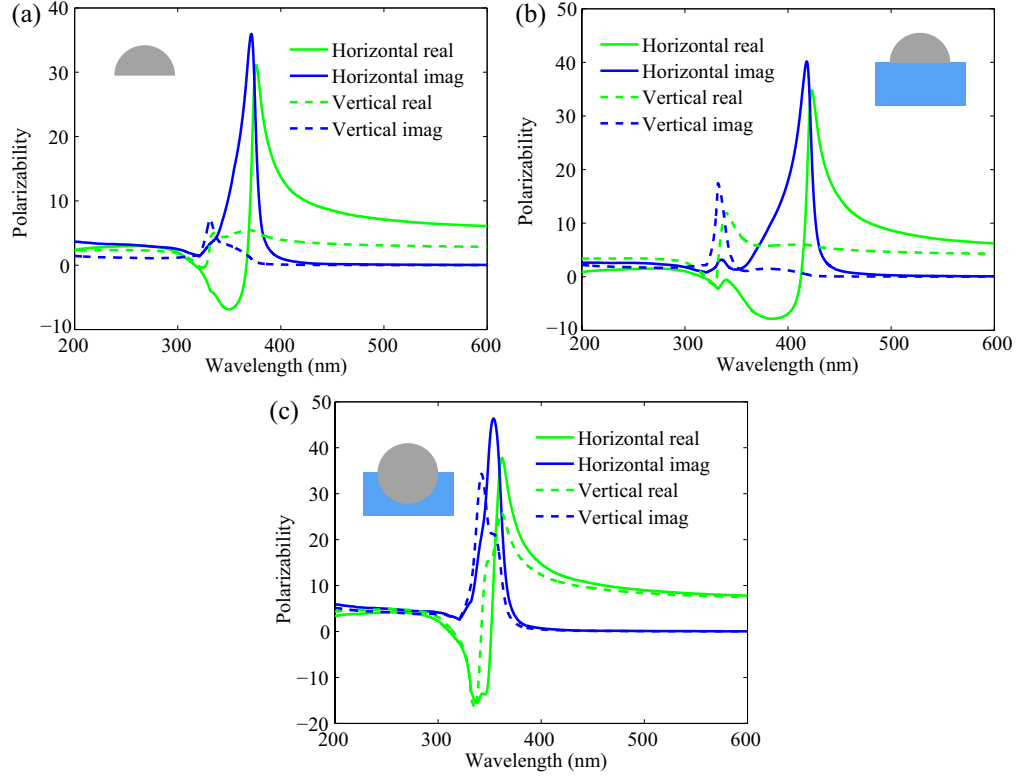 (a)
40
30
20
10
0
−10
200
300
400
500
600
Polarizability
Wavelength (nm)
Horizontal real
Horizontal imag
Vertical real
Vertical imag
(b)
50
40
30
20
10
0
−10
200
300
400
500
600
Polarizability
Wavelength (nm)
Horizontal real
Horizontal imag
Vertical real
Vertical imag
(c)
50
40
30
20
10
0
−10
−20
200
300
400
500
600
Polarizability
Wavelength (nm)
Horizontal real
Horizontal imag
Vertical real
Vertical imag